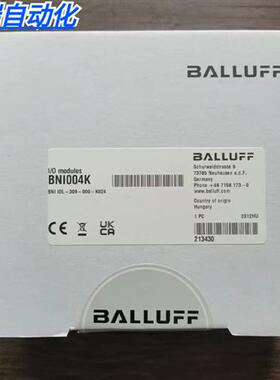 自动化
BALLUFF
I/O modules
BNI004K
BNI IOL-309-000-K024
BALLUFF
Schurwaldstrasse 9
73765 Neuhausen a.d.F.
Germany
Phone +49 7158 173-0
www.balluff.com
Country of origin
Hungary
1 PC
2312HU
213430
CE
UK
CA
BALLUFF